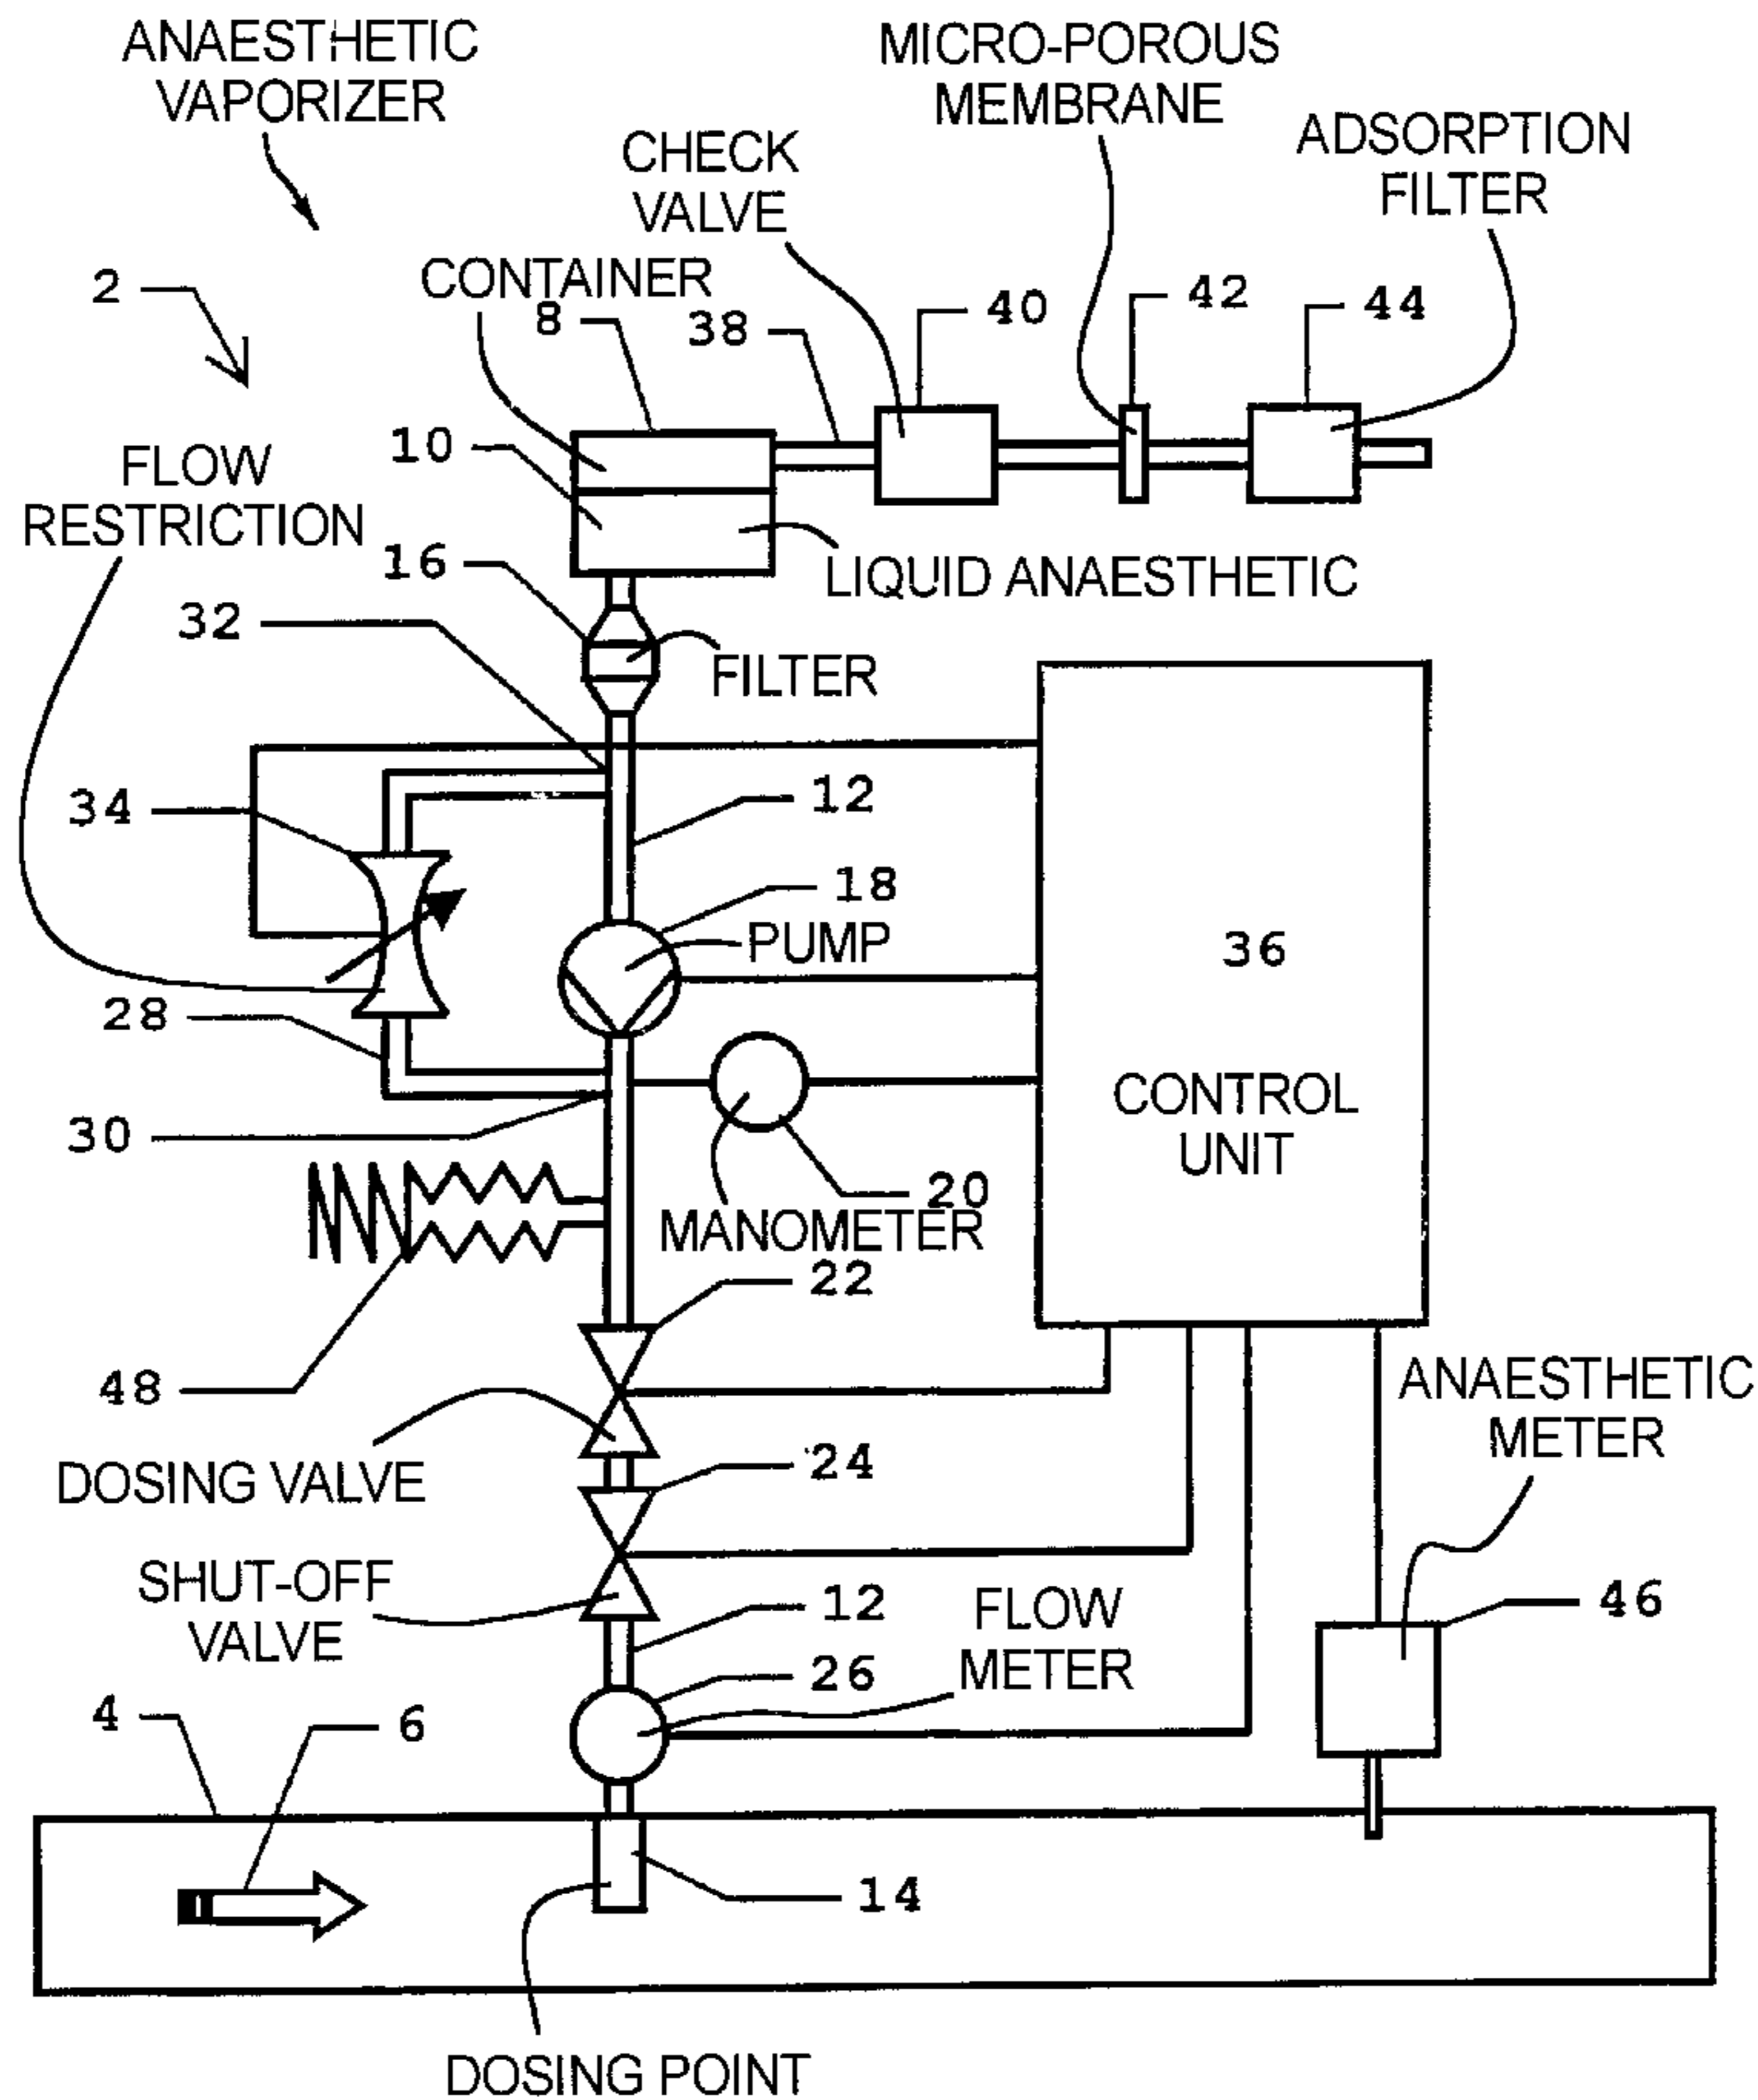 ANAESTHETIC
VAPORIZER
MICRO-POROUS
MEMBRANE
CHECK
VALVE
ADSORPTION
FILTER
2
CONTAINER
8
38
40
42
44
10
FLOW
RESTRICTION
16
LIQUID ANAESTHETIC
32
FILTER
34
12
18
PUMP
36
28
CONTROL
UNIT
30
20
MANOMETER
22
48
ANAESTHETIC
METER
DOSING VALVE
24
SHUT-OFF
VALVE
12
FLOW
METER
46
26
4
6
14
DOSING POINT